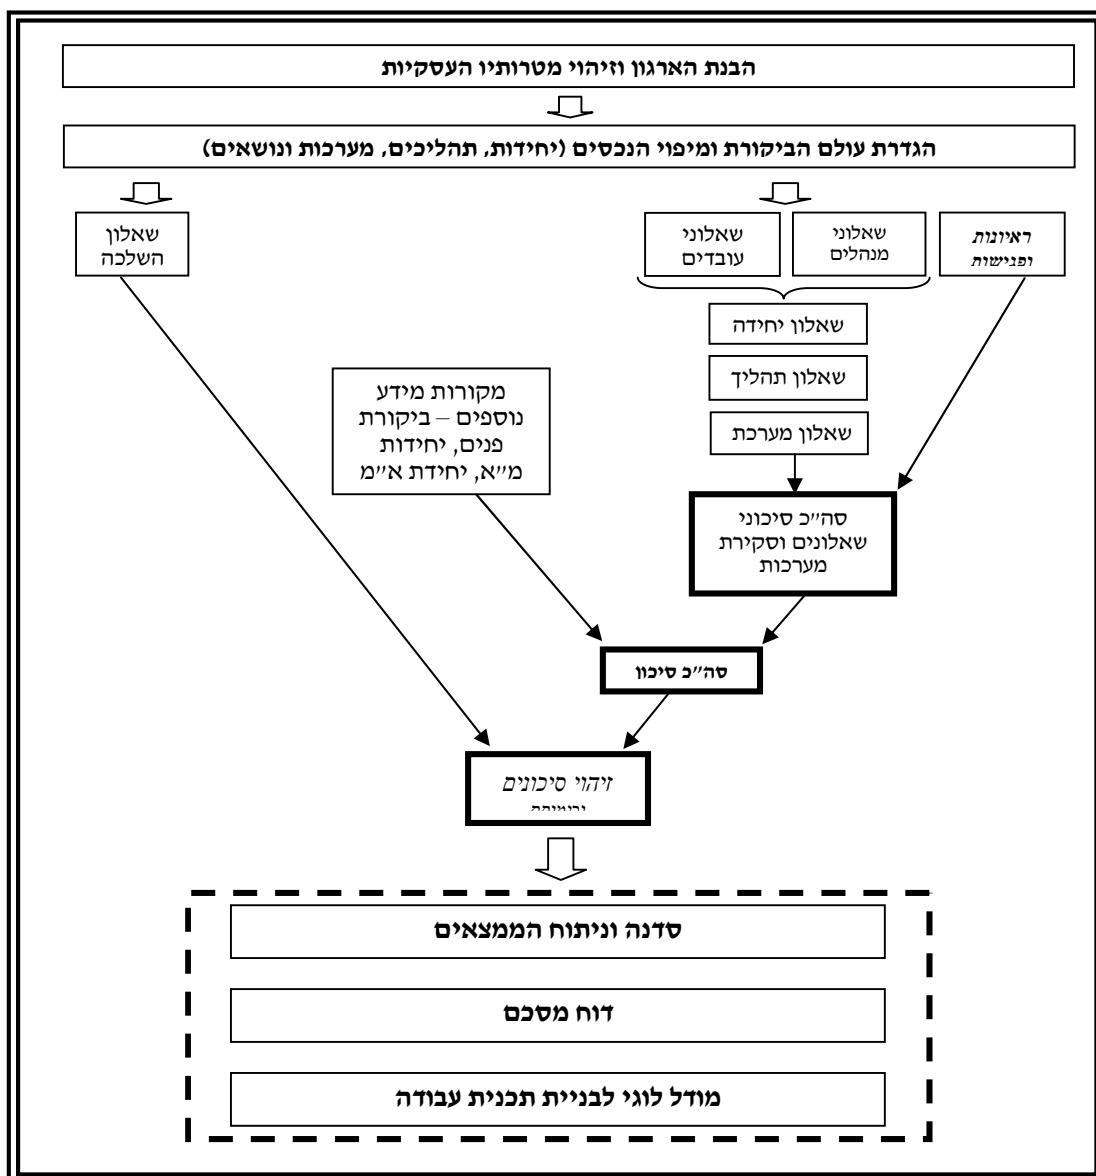 הבנת הארגון וזיהוי מטרותיו העסקיות
הגדרת עולם הביקורת ומיפוי הנכסים (יחידות, תהליכים, מערכות ונושאים)
ראיונות
ופגישות
שאלוני
מנהלים
שאלוני
עובדים
שאלון
השלכה
שאלון יחידה
שאלון תהליך
שאלון מערכת
מקורות מידע
נוספים – ביקורת
פנים, יחידות
מ״א, יחידת א״מ
סה״כ סיכוני
שאלונים וסקירת
מערכות
סה״כ סיכון
זיהוי סיכונים
סדנה וניתוח הממצאים
דוח מסכם
מודל לוגי לבניית תכנית עבודה